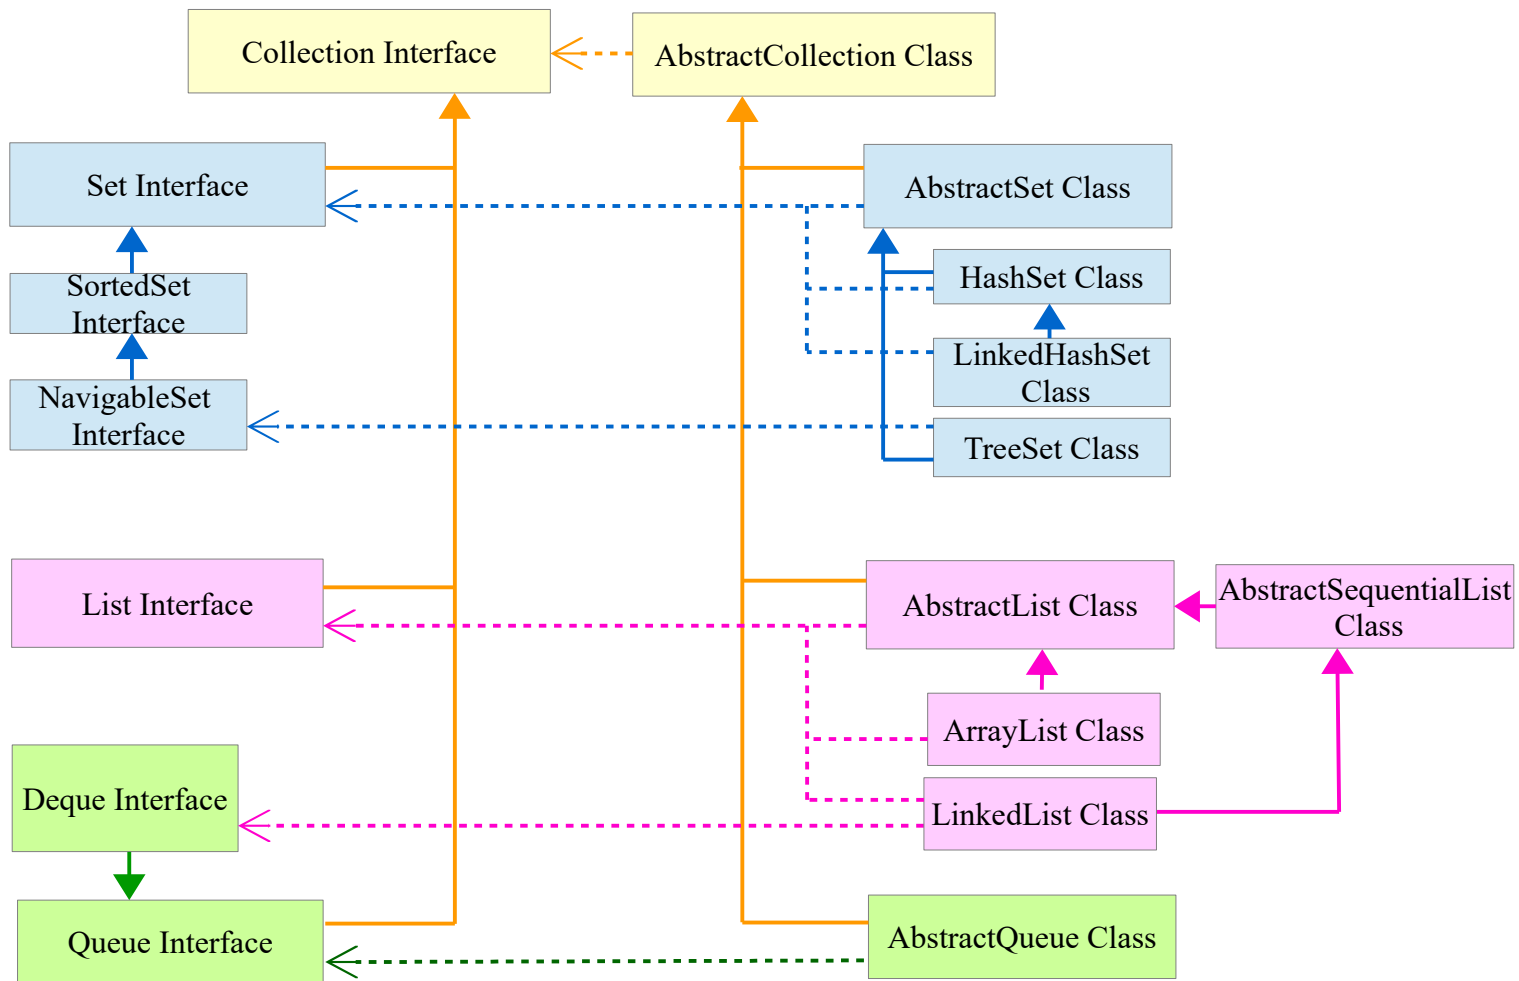 Collection Interface
AbstractCollection Class
Set Interface
AbstractSet Class
HashSet Class
SortedSet
Interface
LinkedHashSet
Class
NavigableSet
Interface
TreeSet Class
List Interface
AbstractList Class
AbstractSequentialList
Class
ArrayList Class
Deque Interface
LinkedList Class
Queue Interface
AbstractQueue Class